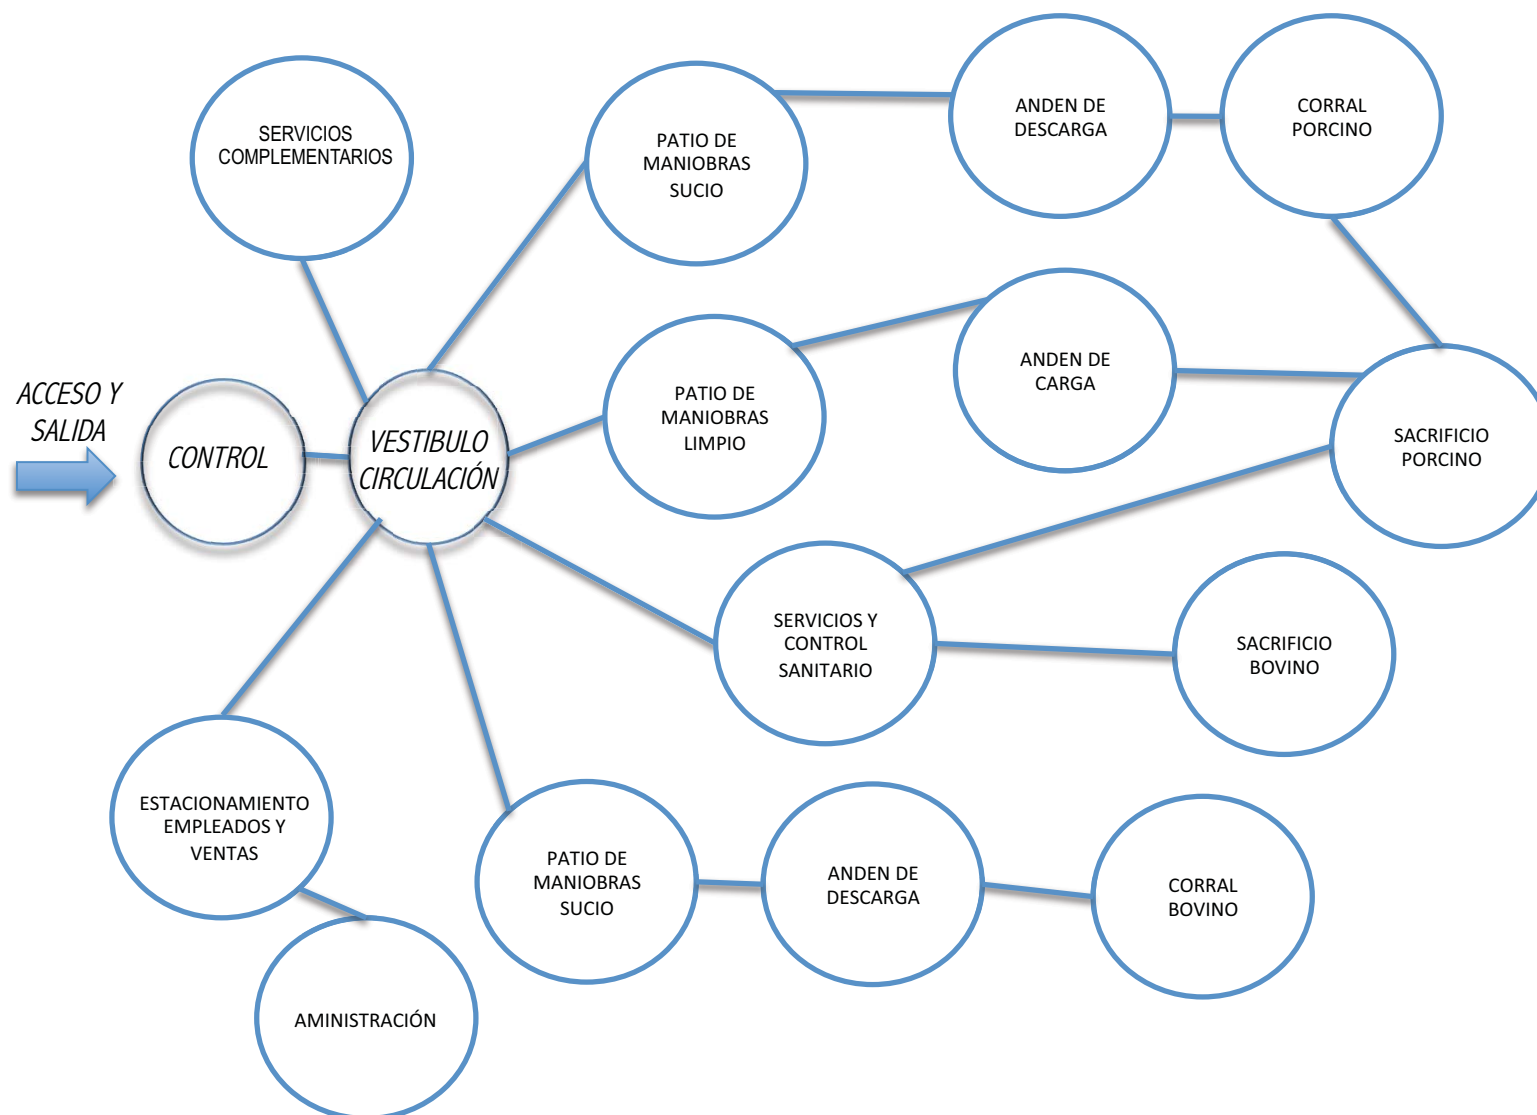 SERVICIOS
COMPLEMENTARIOS
PATIO DE
MANIOBRAS
SUCIO
ANDEN DE
DESCARGA
CORRAL
PORCINO
ACCESO Y
SALIDA
CONTROL
VESTIBULO
CIRCULACIÓN
PATIO DE
MANIOBRAS
LIMPIO
ANDEN DE
CARGA
SACRIFICIO
PORCINO
SERVICIOS Y
CONTROL
SANITARIO
SACRIFICIO
BOVINO
ESTACIONAMIENTO
EMPLEADOS Y
VENTAS
PATIO DE
MANIOBRAS
SUCIO
ANDEN DE
DESCARGA
CORRAL
BOVINO
AMINISTRACIÓN